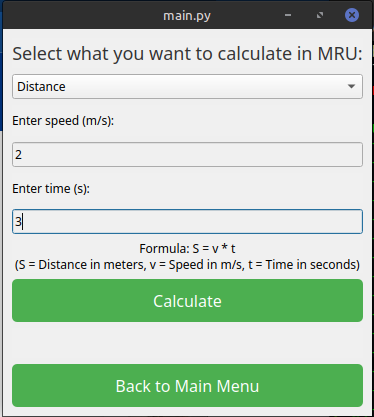 main.py
Select what you want to calculate in MRU:
Distance
Enter speed (m/s):
2
Enter time (s):
3
Formula: S = v * t
(S = Distance in meters, v = Speed in m/s, t = Time in seconds)
Calculate
Back to Main Menu